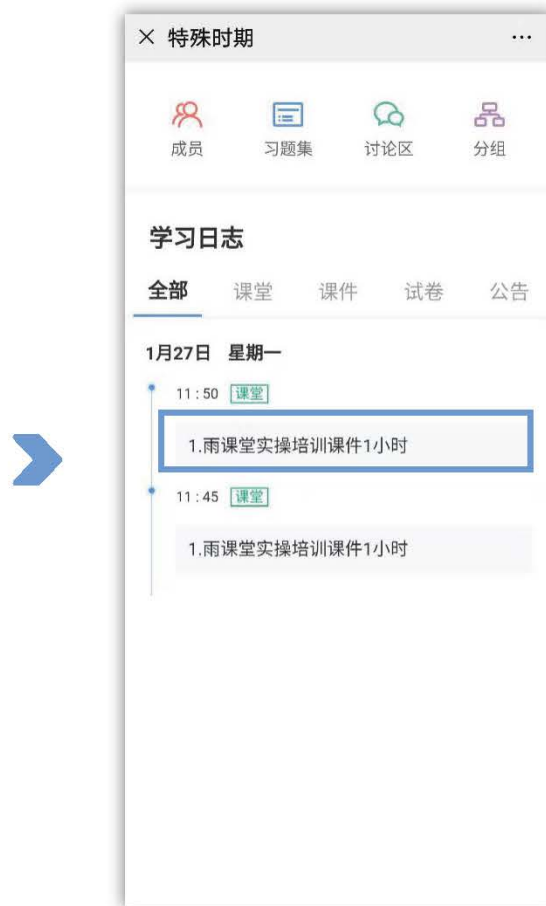 特殊时期
成员 习题集 讨论区 分组
学习日志
全部 课堂 课件 试卷 公告
1月27日 星期一
11:50 课堂
1.雨课堂实操培训课件1小时
11:45 课堂
1.雨课堂实操培训课件1小时